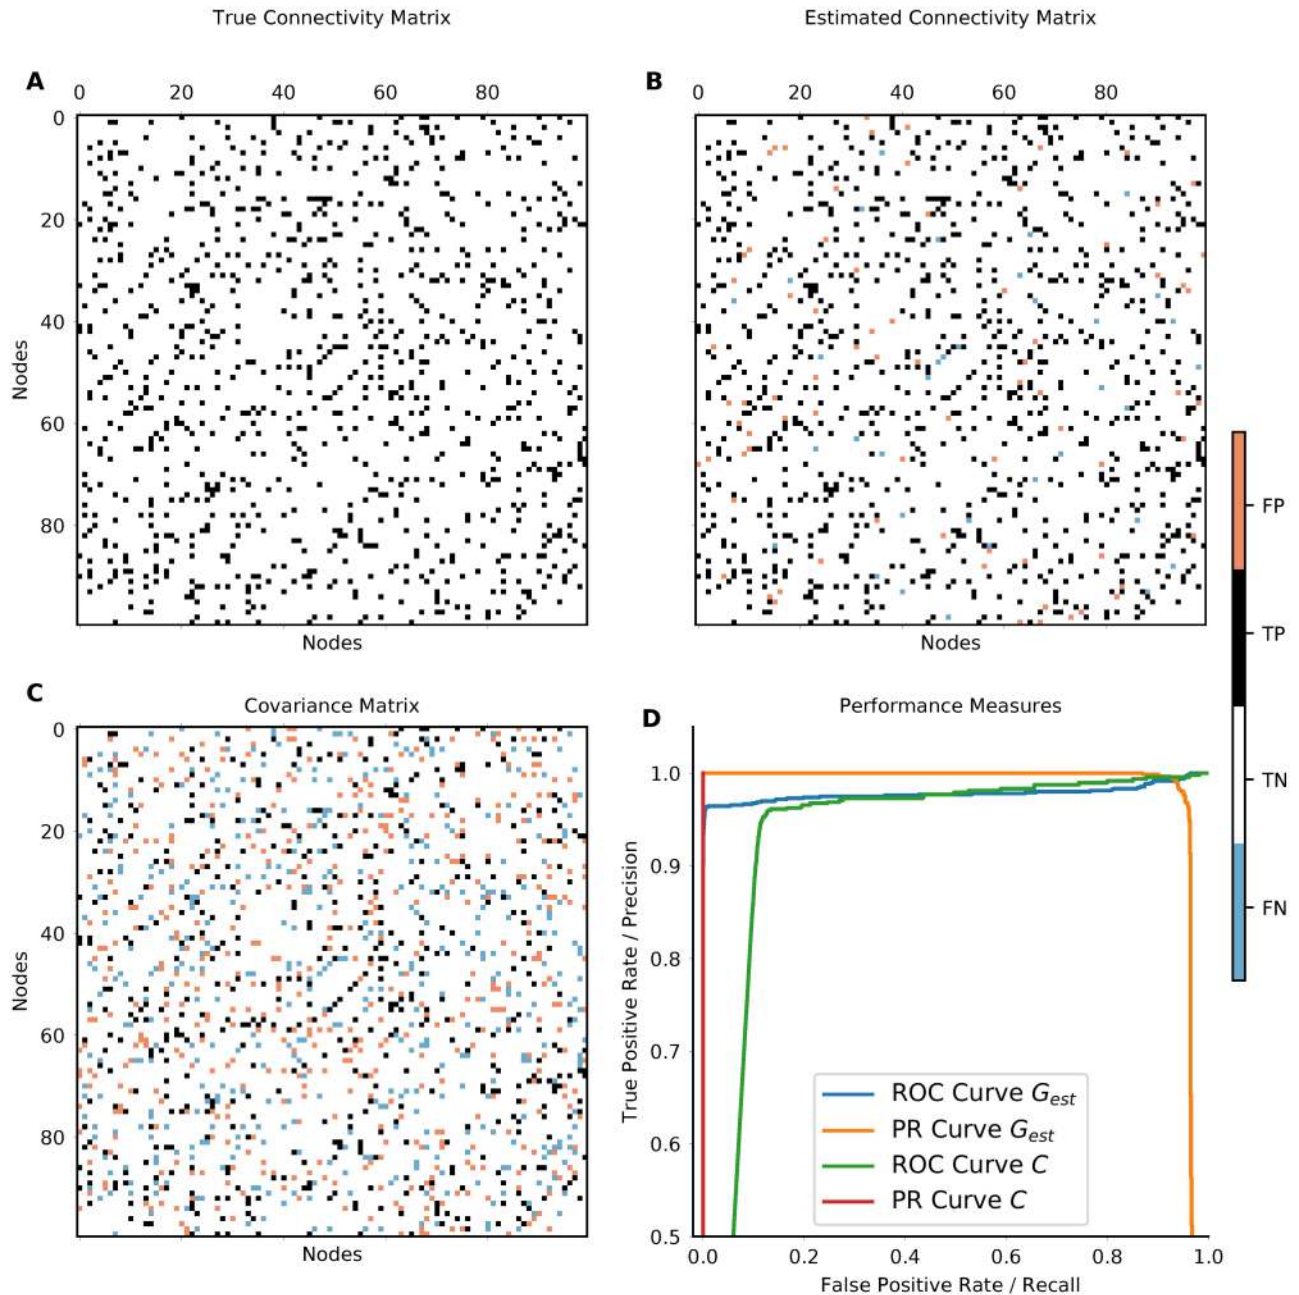 True Connectivity Matrix
Estimated Connectivity Matrix
A
0 20 40 60 80
0
20
40
60
80
Nodes
Nodes
B
0 20 40 60 80
Nodes
FP
TP
TN
FN
C
Covariance Matrix
0
20
40
60
80
Nodes
Nodes
D
Performance Measures
1.0
0.9
0.8
0.7
0.6
0.5
True Positive Rate / Precision
ROC Curve G_est
PR Curve G_est
ROC Curve C
PR Curve C
0.0 0.2 0.4 0.6 0.8 1.0
False Positive Rate / Recall